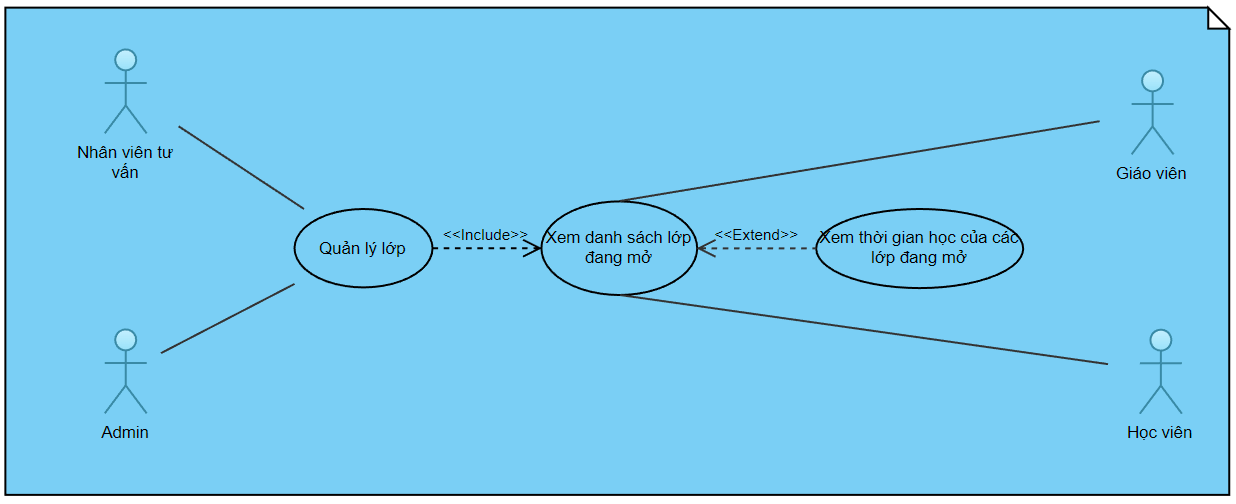 Nhân viên tư
vấn
Giáo viên
Quản lý lớp
<<Include>>
Xem danh sách lớp
đang mở
<<Extend>>
Xem thời gian học của các
lớp đang mở
Admin
Học viên